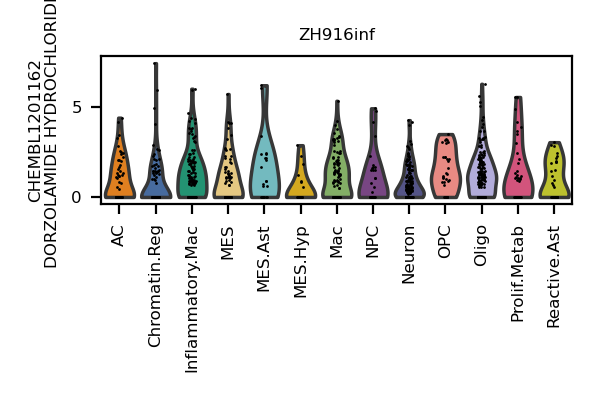 ZH916inf
CHEMBL1201162
DORZOLAMIDE HYDROCHLORIDE
5
0
AC
Chromatin.Reg
Inflammatory.Mac
MES
MES.Ast
MES.Hyp
Mac
NPC
Neuron
OPC
Oligo
Prolif.Metab
Reactive.Ast